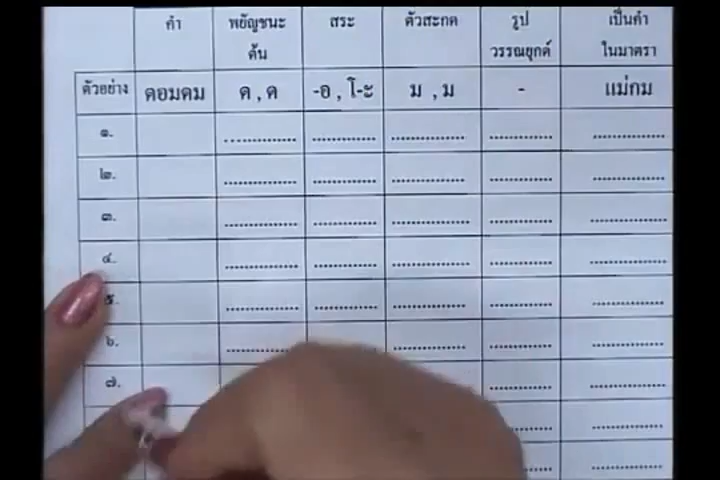 คำ พยัญชนะต้น สระ ตัวสะกด รูปวรรณยุกต์ เป็นคำในมาตรา
ตัวอย่าง ดอมดม ด , ด -อ , โ-ะ ม , ม - แม่กม
๑. ............... ............... ............... ............... ...............
๒. ............... ............... ............... ............... ...............
๓. ............... ............... ............... ............... ...............
๔. ............... ............... ............... ............... ...............
๕. ............... ............... ............... ............... ...............
๖. ............... ............... ............... ............... ...............
๗. ............... ...............